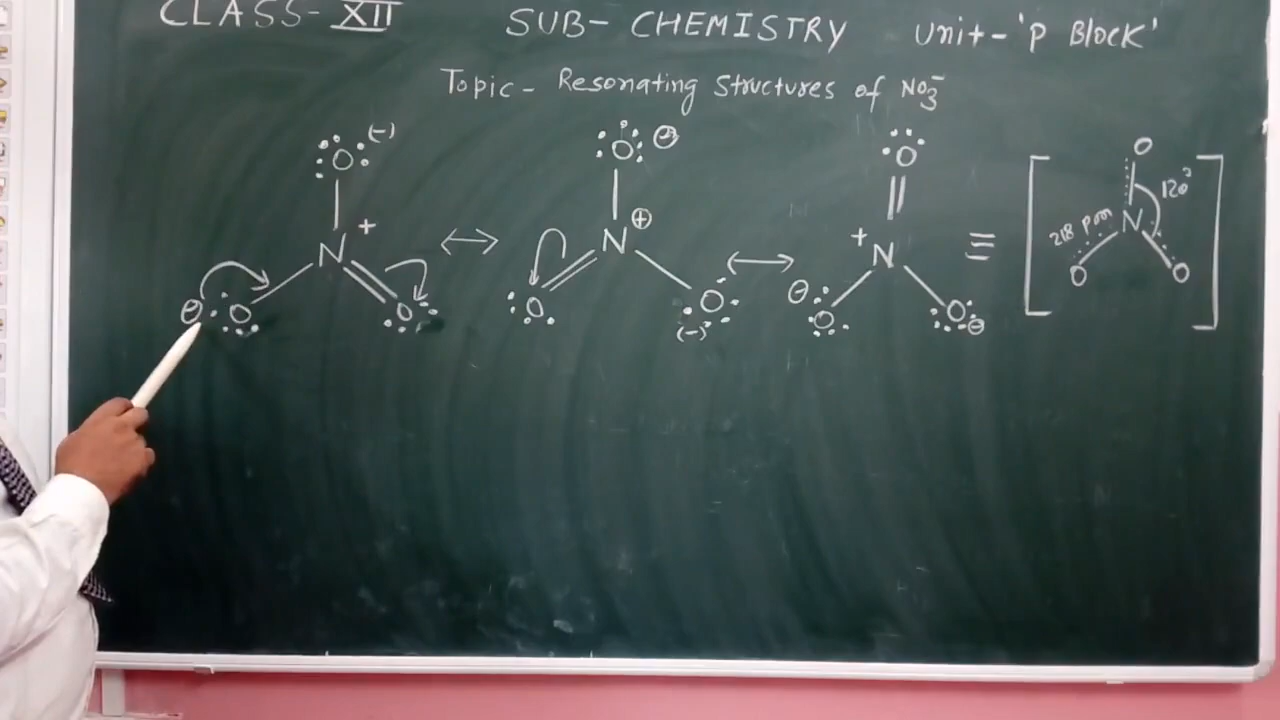 CLASS- XII SUB- CHEMISTRY Unit- 'P BLOCK'
Topic- Resonating Structures of NO₃⁻
O (-) O ⊖ O O
N + N ⊕ + N N 120° 218 pm
⊖ O O ↔ O O (-) ↔ ⊖ O O ⊖ ≡ O O